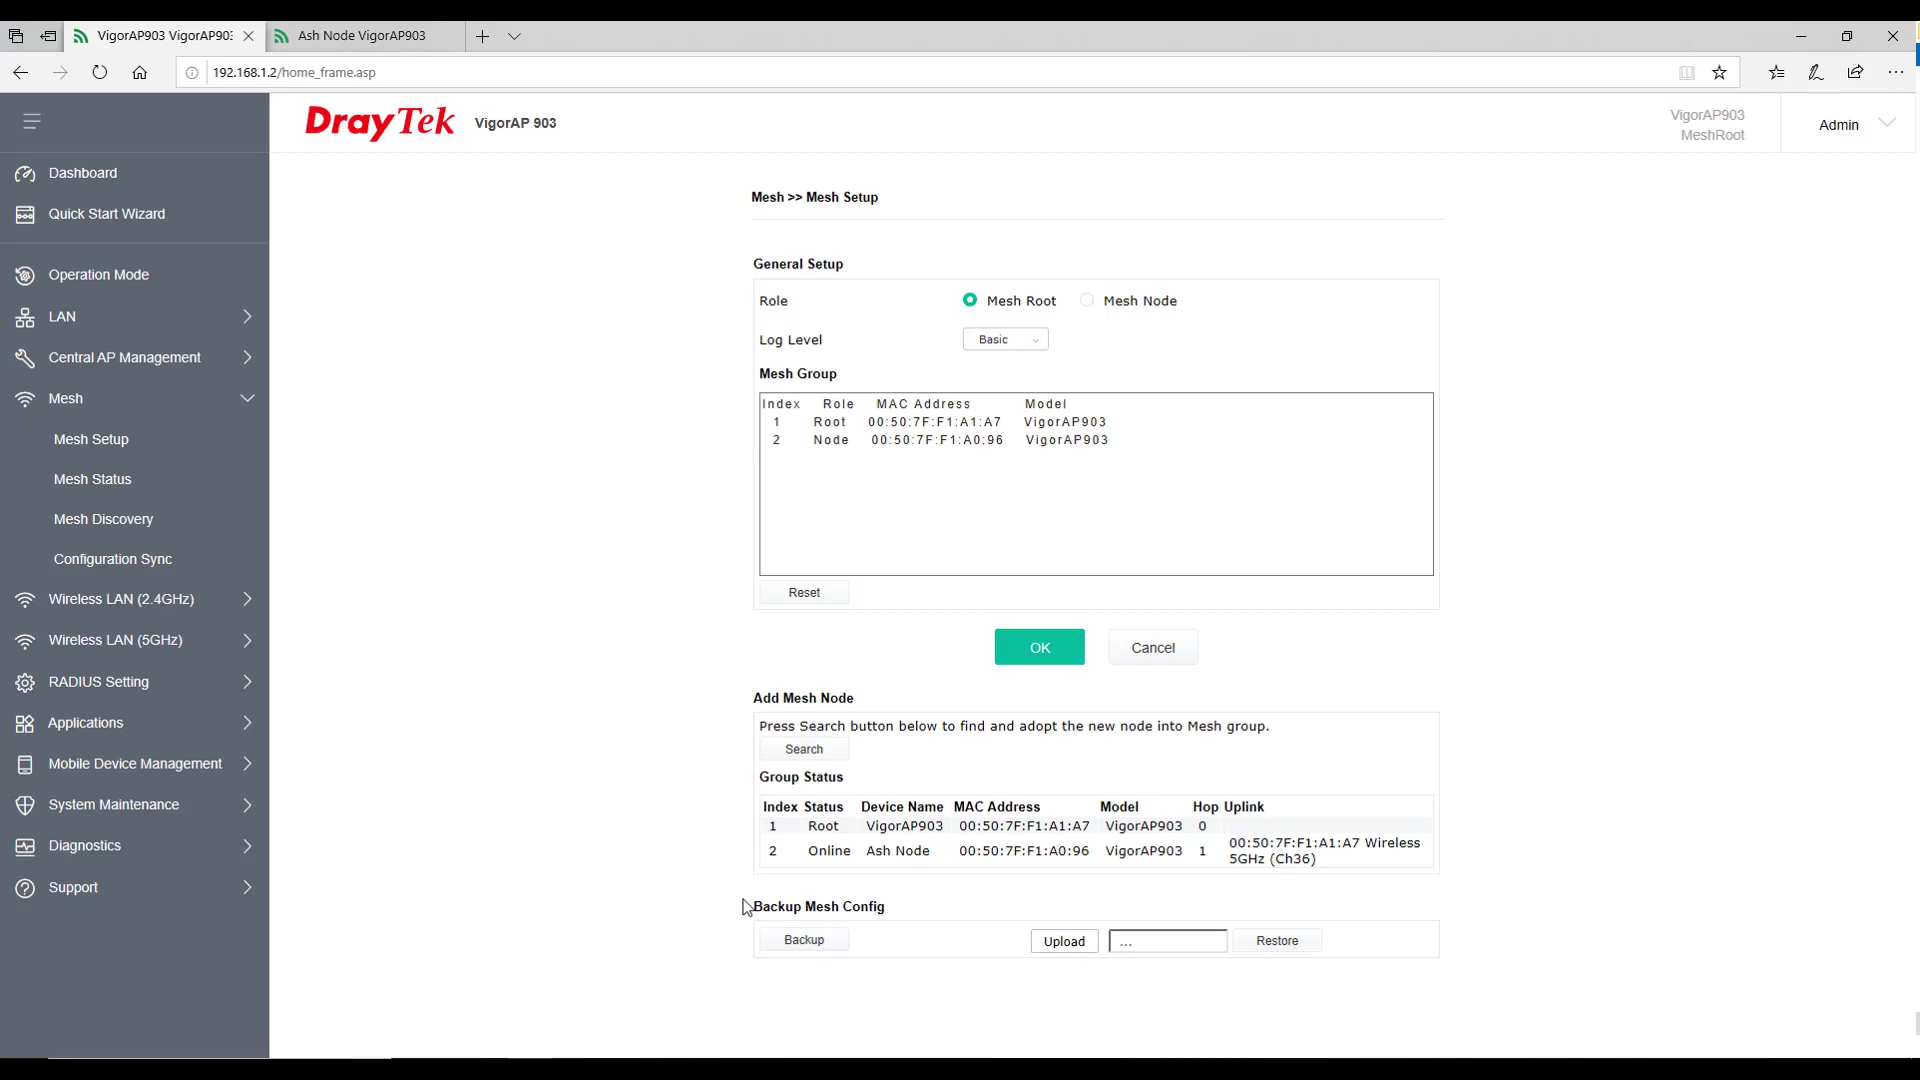 VigorAP903 VigorAP903
Ash Node VigorAP903
192.168.1.2/home_frame.asp
DrayTek VigorAP 903
VigorAP903
MeshRoot
Admin
Dashboard
Quick Start Wizard
Operation Mode
LAN
Central AP Management
Mesh
Mesh Setup
Mesh Status
Mesh Discovery
Configuration Sync
Wireless LAN (2.4GHz)
Wireless LAN (5GHz)
RADIUS Setting
Applications
Mobile Device Management
System Maintenance
Diagnostics
Support
Mesh >> Mesh Setup
General Setup
Role Mesh Root Mesh Node
Log Level Basic
Mesh Group
Index Role MAC Address Model
1 Root 00:50:7F:F1:A1:A7 VigorAP903
2 Node 00:50:7F:F1:A0:96 VigorAP903
Reset
OK Cancel
Add Mesh Node
Press Search button below to find and adopt the new node into Mesh group.
Search
Group Status
Index Status Device Name MAC Address Model Hop Uplink
1 Root VigorAP903 00:50:7F:F1:A1:A7 VigorAP903 0
2 Online Ash Node 00:50:7F:F1:A0:96 VigorAP903 1 00:50:7F:F1:A1:A7 Wireless
5GHz (Ch36)
Backup Mesh Config
Backup Upload ... Restore